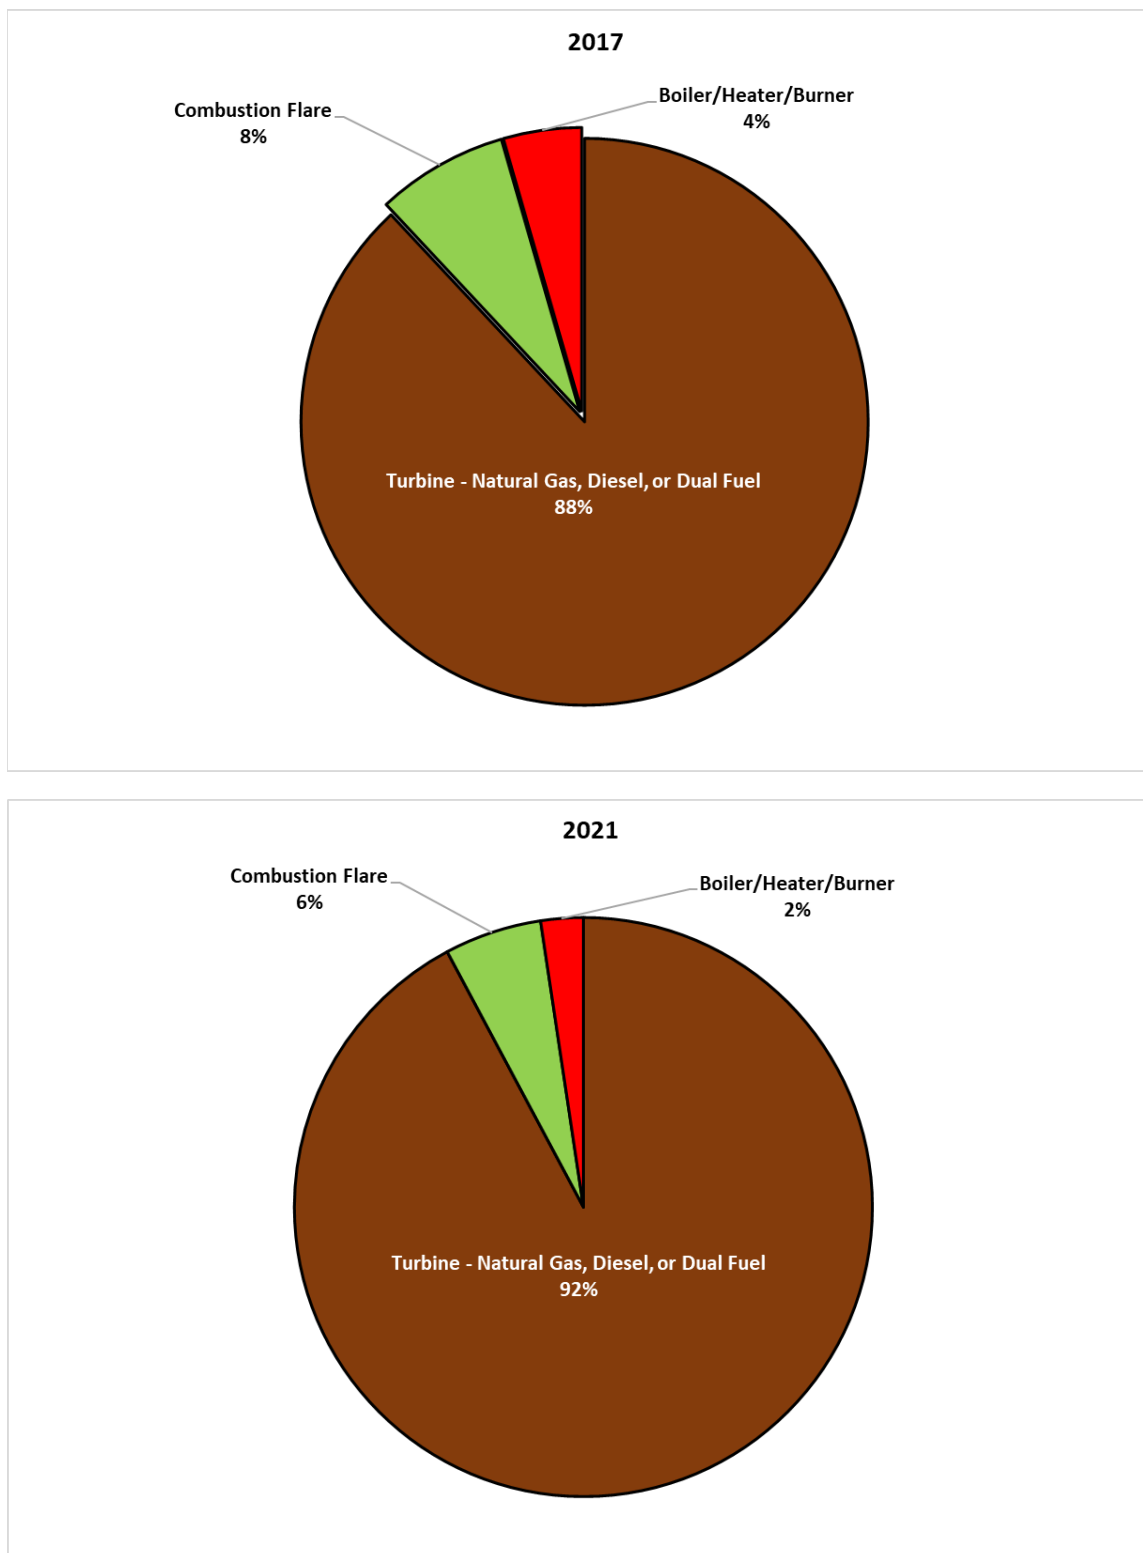 2017
Combustion Flare
8%
Boiler/Heater/Burner
4%
Turbine - Natural Gas, Diesel, or Dual Fuel
88%
2021
Combustion Flare
6%
Boiler/Heater/Burner
2%
Turbine - Natural Gas, Diesel, or Dual Fuel
92%